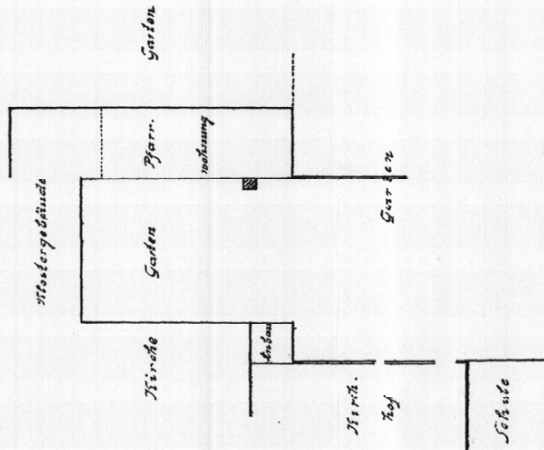 Garten
Pfarr.
wohnung
Klostergebäude
Garten
Garten
Kirche
Anbau
Kirch.
hof
Schule